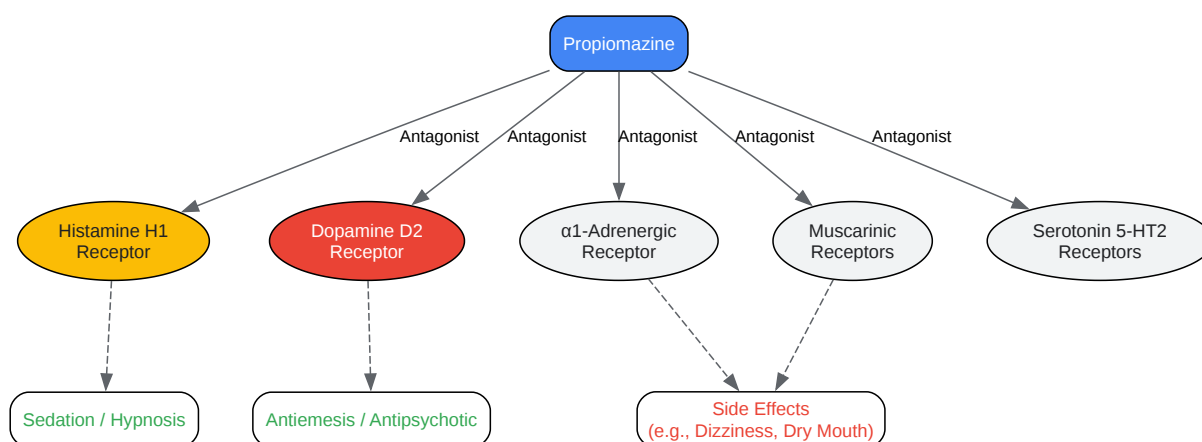 Propiomazine
Antagonist
Antagonist
Antagonist
Antagonist
Antagonist
Histamine H1
Receptor
Dopamine D2
Receptor
α1-Adrenergic
Receptor
Muscarinic
Receptors
Serotonin 5-HT2
Receptors
Sedation / Hypnosis
Antiemesis / Antipsychotic
Side Effects
(e.g., Dizziness, Dry Mouth)